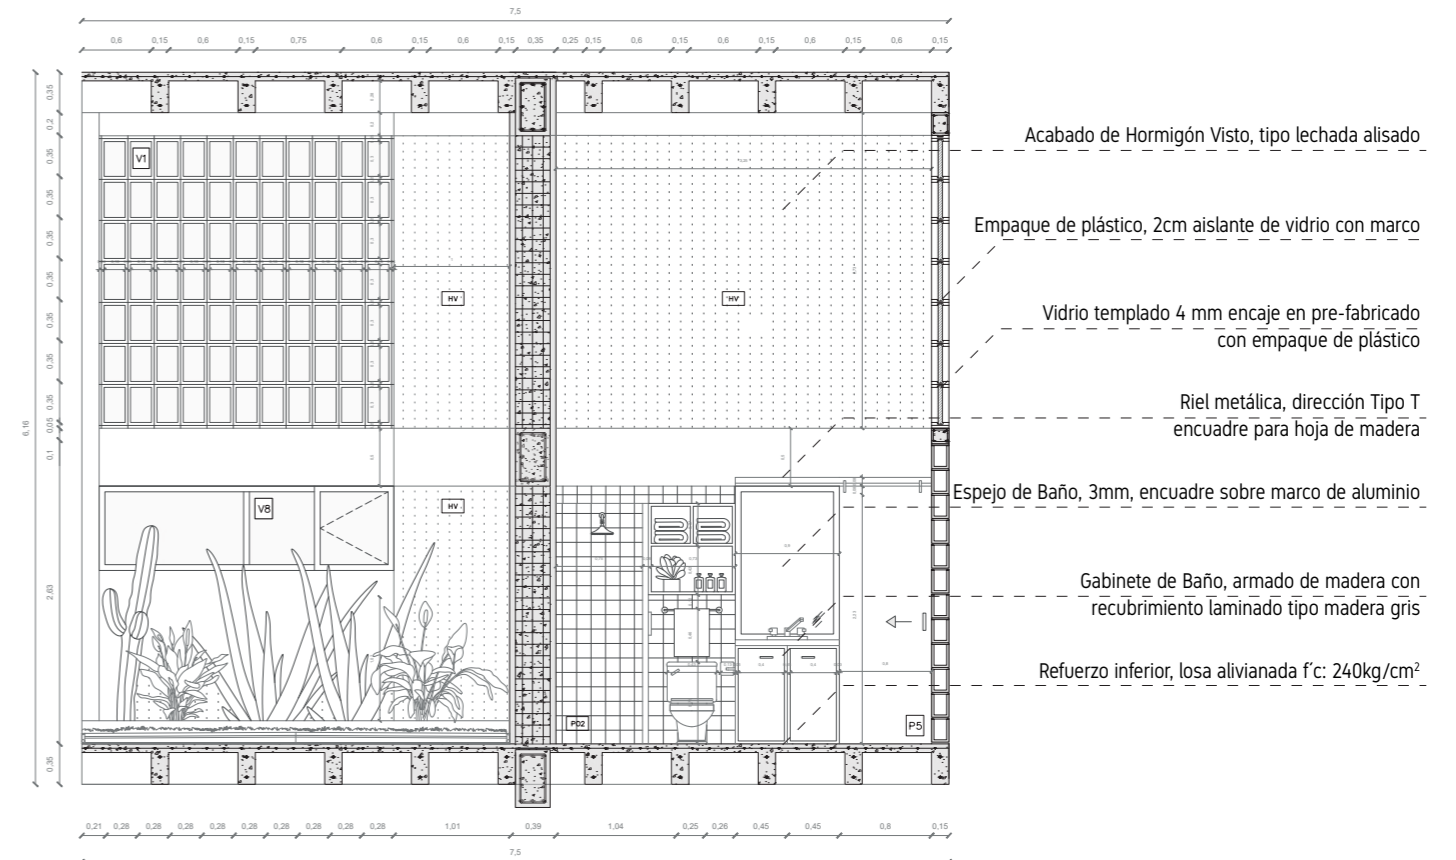 7,5
0,6 0,15 0,6 0,15 0,75 0,6 0,15 0,6 0,15 0,35 0,25 0,15 0,6 0,15 0,6 0,15 0,6 0,15 0,6 0,15
0,35
0,2
0,35
0,35
0,35
0,35
0,35
0,35
0,35
0,05
0,1
2,63
0,35
6,16
V1
HV
HV
V8
HV
P02
P5
Acabado de Hormigón Visto, tipo lechada alisado
Empaque de plástico, 2cm aislante de vidrio con marco
Vidrio templado 4 mm encaje en pre-fabricado
con empaque de plástico
Riel metálica, dirección Tipo T
encuadre para hoja de madera
Espejo de Baño, 3mm, encuadre sobre marco de aluminio
Gabinete de Baño, armado de madera con
recubrimiento laminado tipo madera gris
Refuerzo inferior, losa alivianada f´c: 240kg/cm²
0,21 0,28 0,28 0,28 0,28 0,28 0,28 0,28 1,01 0,39 1,04 0,25 0,26 0,45 0,45 0,8 0,15
7,5